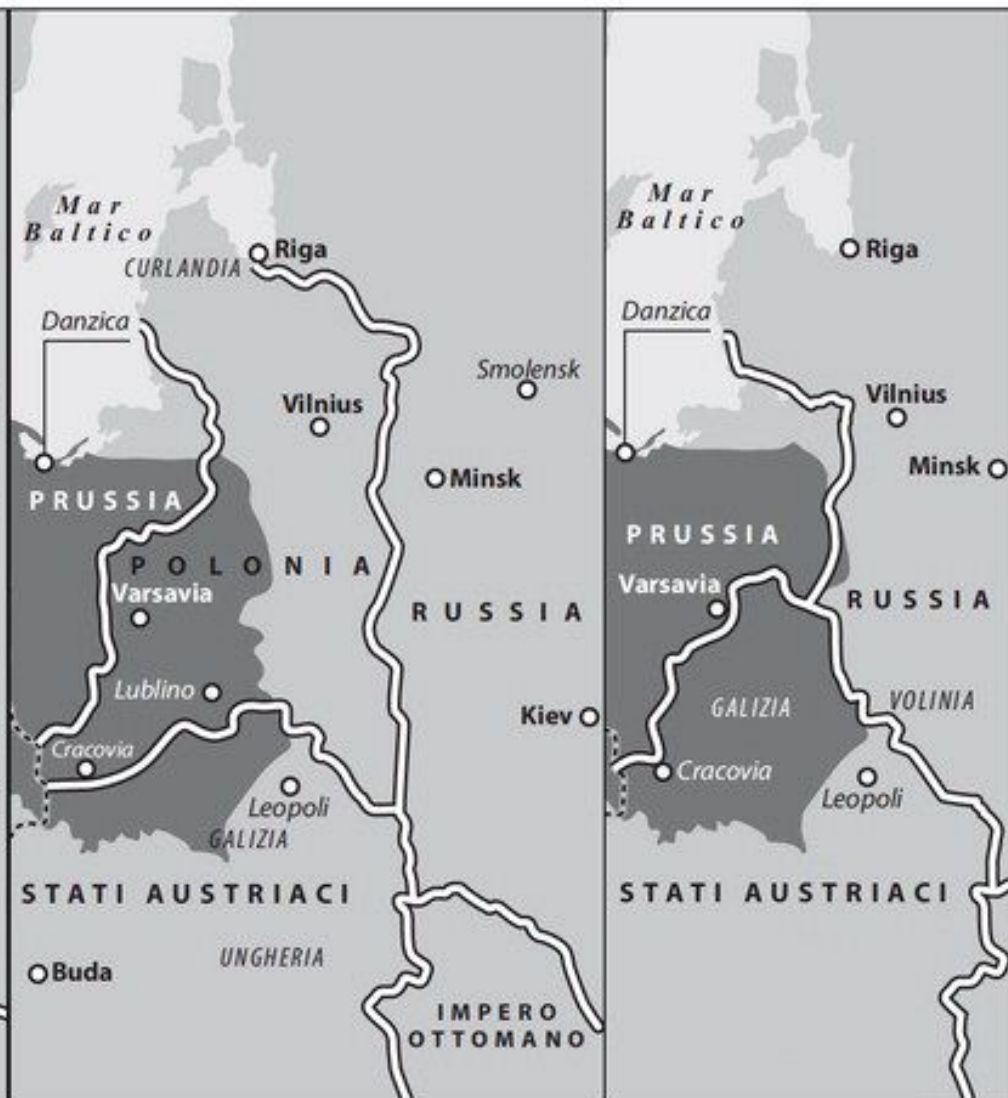 Mar
Baltico
Riga
CURLANDIA
Danzica
Smolensk
Vilnius
Minsk
PRUSSIA
POLONIA
Varsavia
RUSSIA
Lublino
Kiev
Cracovia
Leopoli
GALIZIA
STATI AUSTRIACI
UNGHERIA
Buda
IMPERO
OTTOMANO
Mar
Baltico
Riga
Danzica
Vilnius
Minsk
PRUSSIA
Varsavia
RUSSIA
GALIZIA
VOLINIA
Cracovia
Leopoli
STATI AUSTRIACI